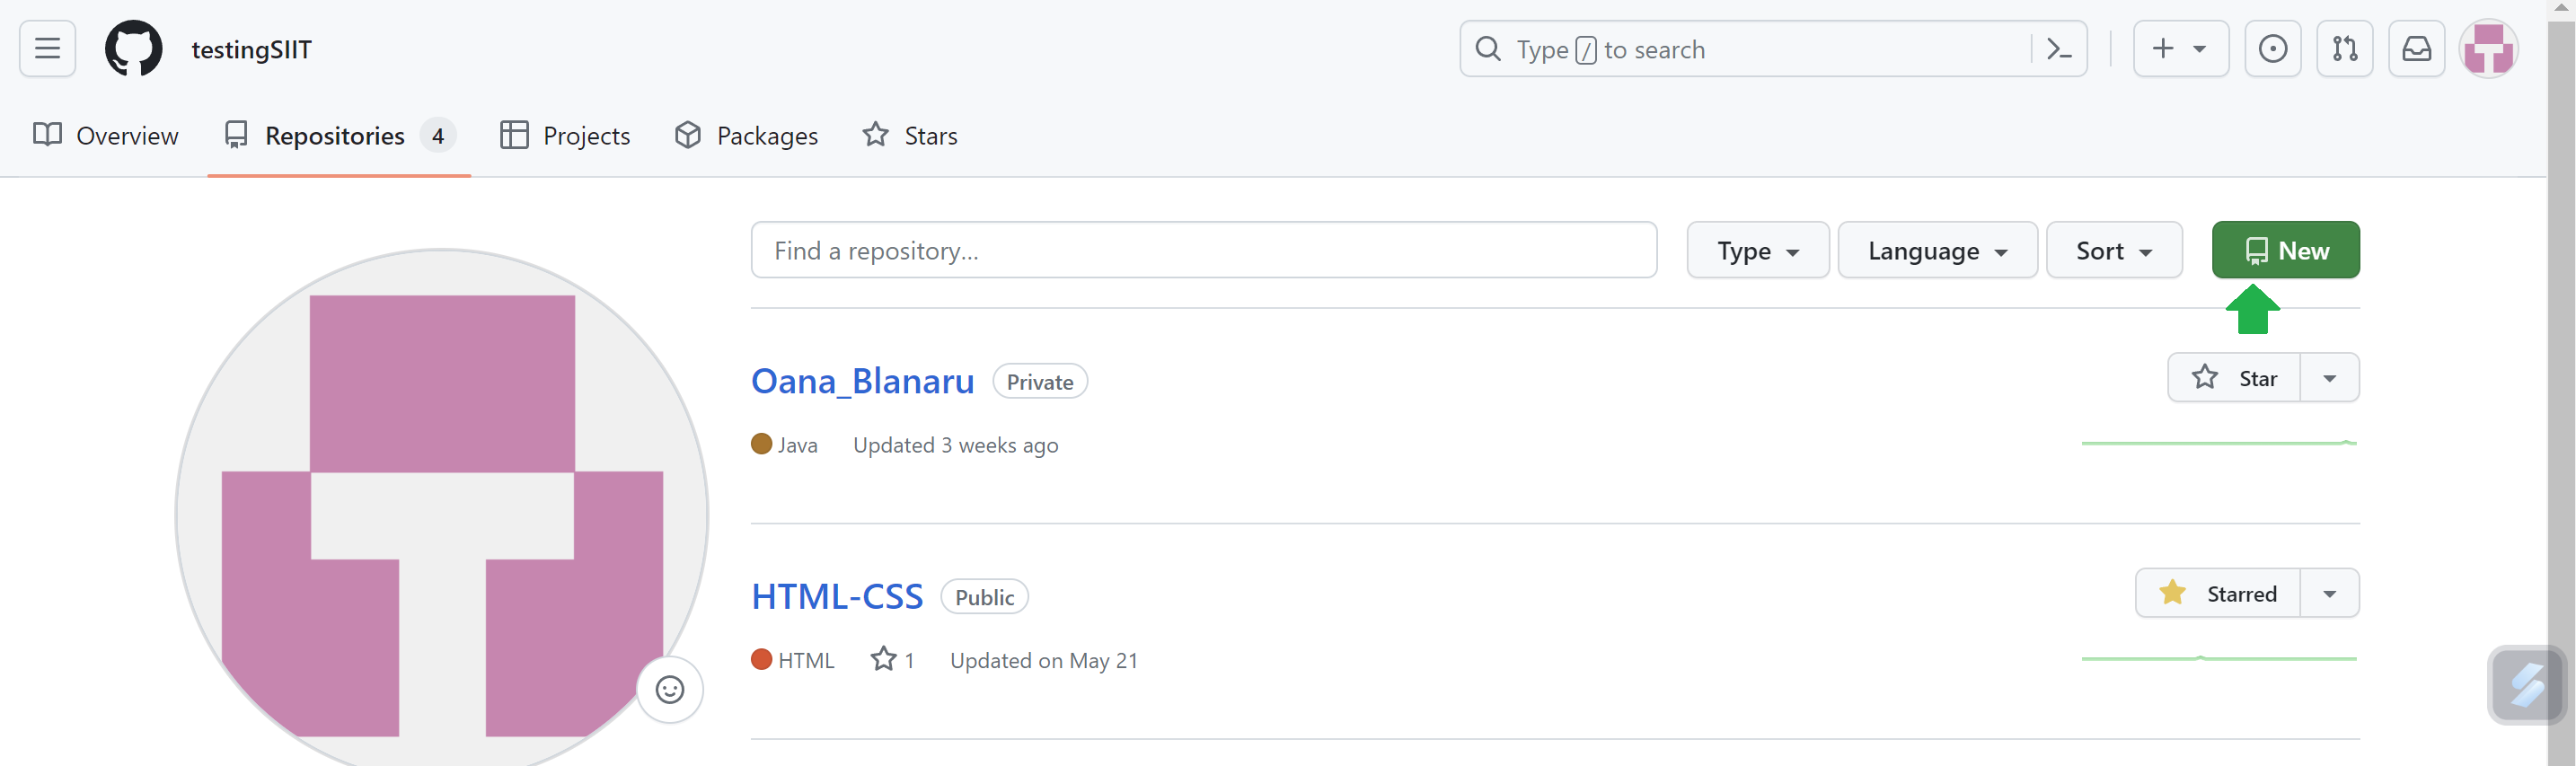 testingSIIT
Type / to search
Overview Repositories 4 Projects Packages Stars
Find a repository... Type Language Sort New
Oana_Blanaru Private Star
Java Updated 3 weeks ago
HTML-CSS Public Starred
HTML 1 Updated on May 21